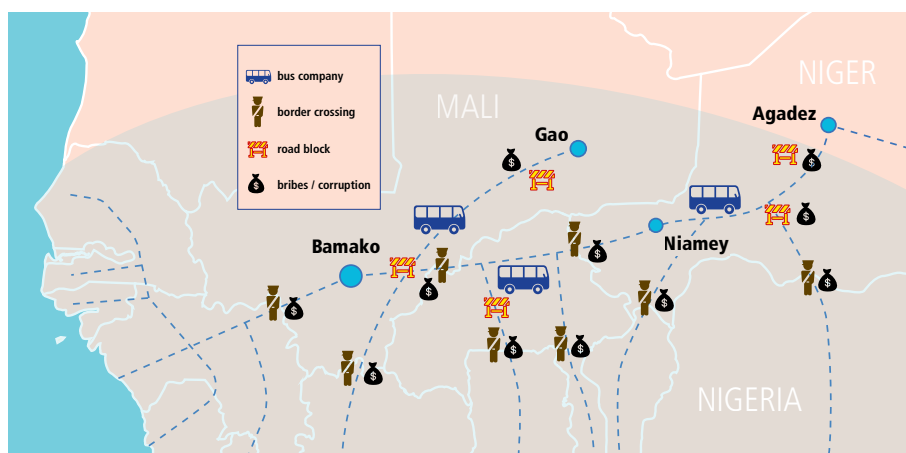 bus company
border crossing
road block
bribes / corruption
MALI
NIGER
Gao
Agadez
Bamako
Niamey
NIGERIA